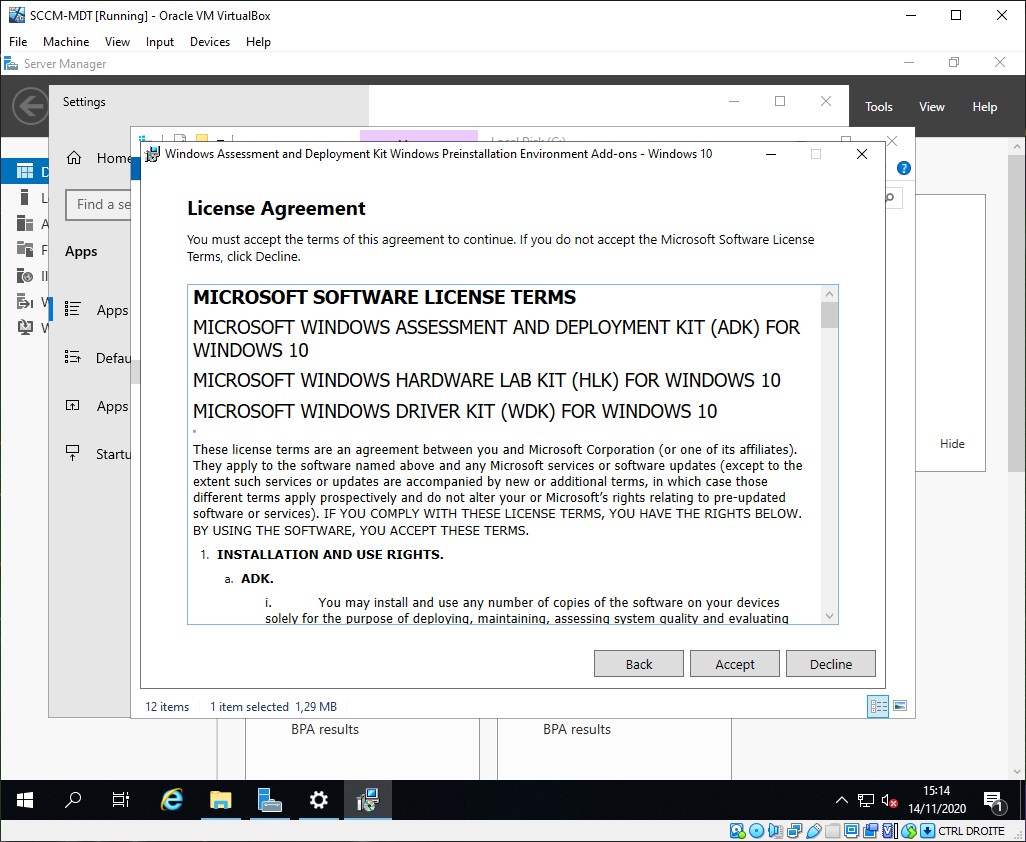 SCCM-MDT [Running] - Oracle VM VirtualBox
File Machine View Input Devices Help
Server Manager
Settings
Tools View Help
Local Disk (C:)
Home
Windows Assessment and Deployment Kit Windows Preinstallation Environment Add-ons - Windows 10
Find a se
License Agreement
You must accept the terms of this agreement to continue. If you do not accept the Microsoft Software License
Terms, click Decline.
Apps
Apps
Defau
Apps
Startu
MICROSOFT SOFTWARE LICENSE TERMS
MICROSOFT WINDOWS ASSESSMENT AND DEPLOYMENT KIT (ADK) FOR
WINDOWS 10
MICROSOFT WINDOWS HARDWARE LAB KIT (HLK) FOR WINDOWS 10
MICROSOFT WINDOWS DRIVER KIT (WDK) FOR WINDOWS 10
These license terms are an agreement between you and Microsoft Corporation (or one of its affiliates).
They apply to the software named above and any Microsoft services or software updates (except to the
extent such services or updates are accompanied by new or additional terms, in which case those
different terms apply prospectively and do not alter your or Microsoft's rights relating to pre-updated
software or services). IF YOU COMPLY WITH THESE LICENSE TERMS, YOU HAVE THE RIGHTS BELOW.
BY USING THE SOFTWARE, YOU ACCEPT THESE TERMS.
1. INSTALLATION AND USE RIGHTS.
a. ADK.
i. You may install and use any number of copies of the software on your devices
solely for the purpose of deploying, maintaining, assessing system quality and evaluating
Hide
Back Accept Decline
12 items 1 item selected 1,29 MB
BPA results BPA results
15:14
14/11/2020
1
CTRL DROITE